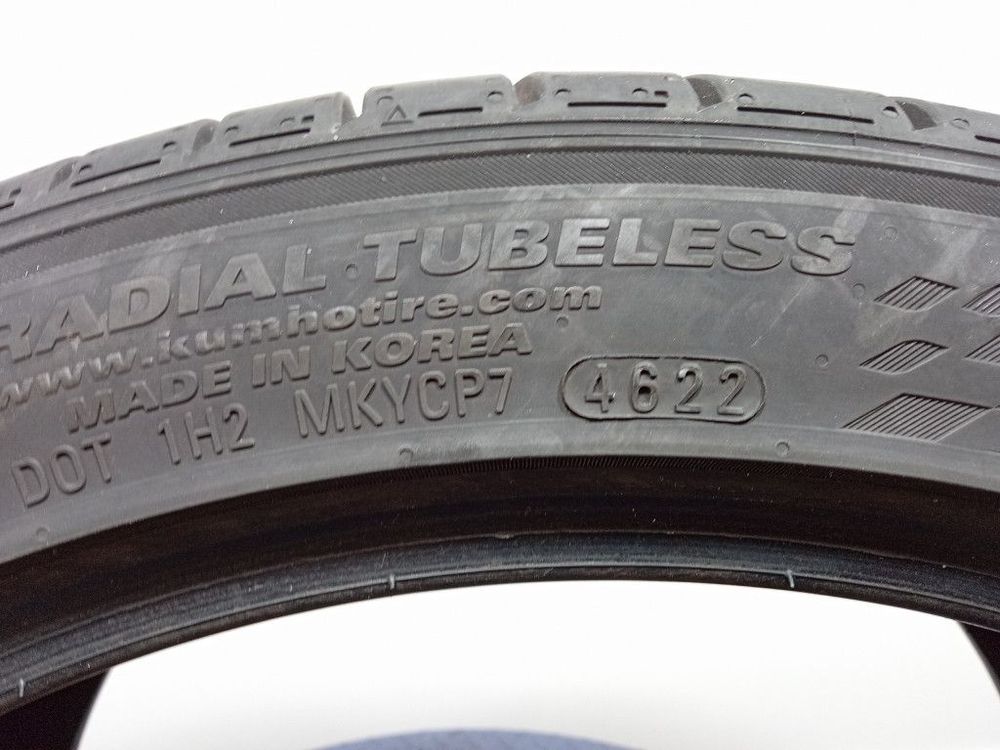 RADIAL TUBELESS
www.kumhotire.com
MADE IN KOREA
DOT 1H2 MKYCP7 4622